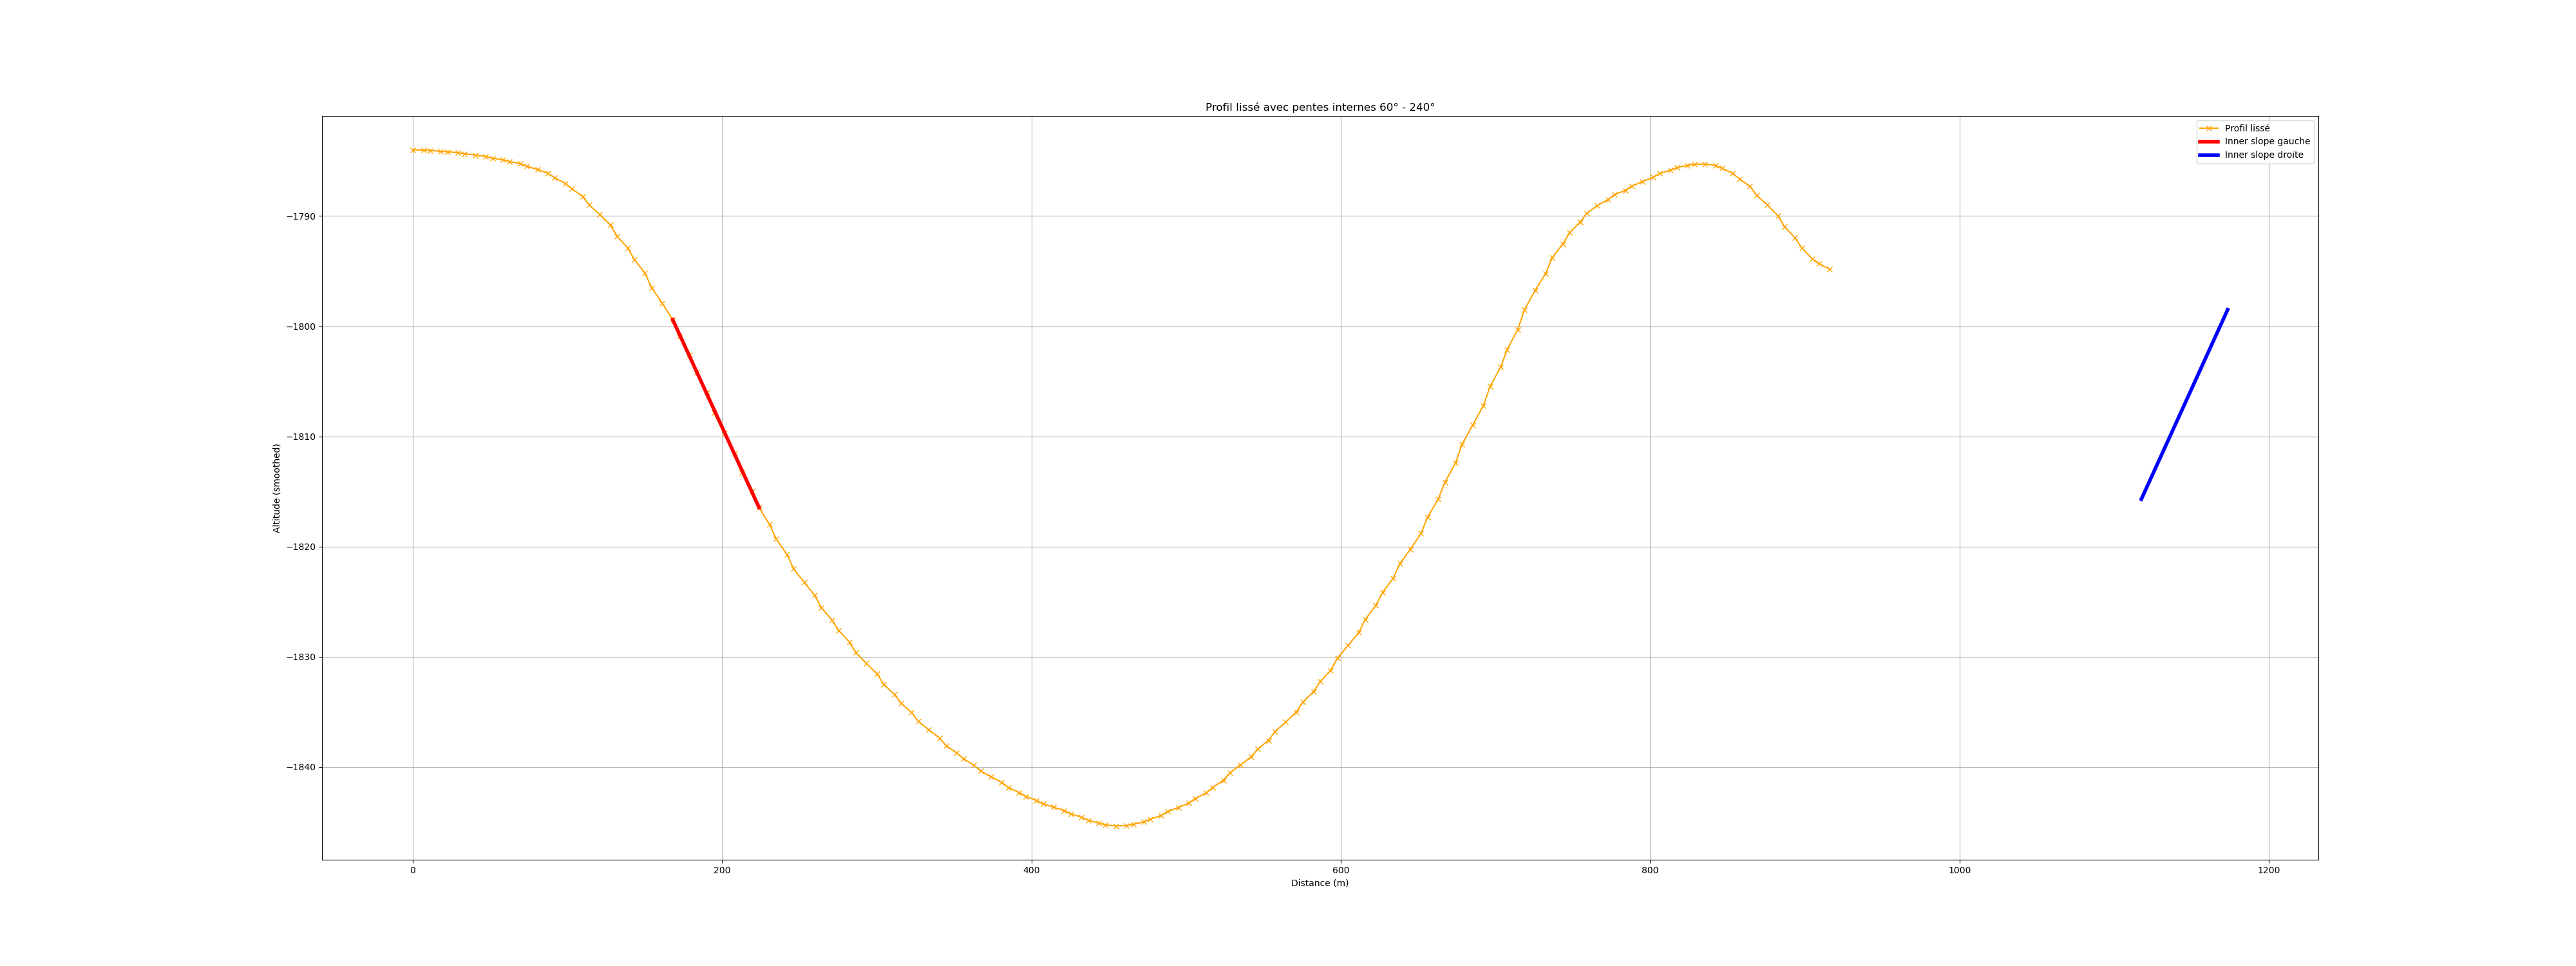 Profil lissé avec pentes internes 60° - 240°
Profil lissé
Inner slope gauche
Inner slope droite
−1790
−1800
−1810
−1820
−1830
−1840
Altitude (smoothed)
0
200
400
600
800
1000
1200
Distance (m)